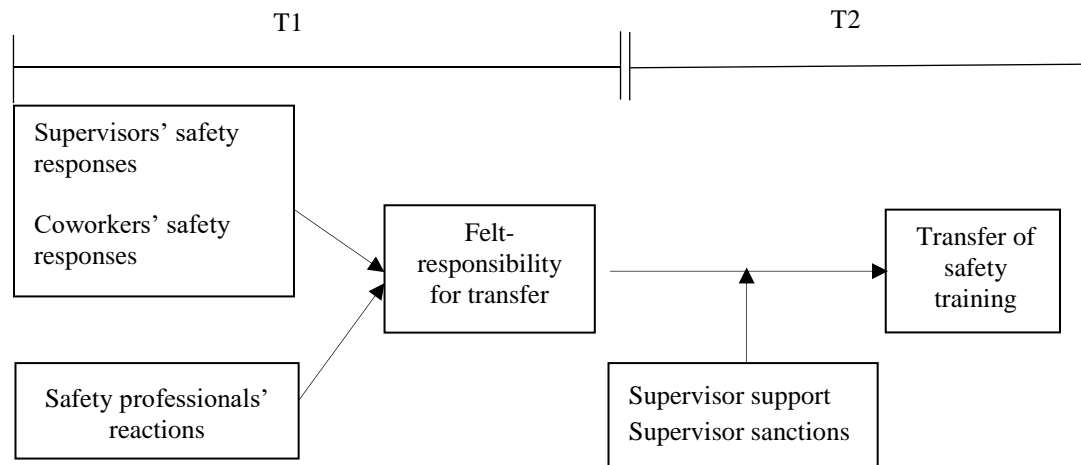 T1
T2
Supervisors’ safety
responses
Coworkers’ safety
responses
Felt-
responsibility
for transfer
Transfer of
safety
training
Safety professionals’
reactions
Supervisor support
Supervisor sanctions